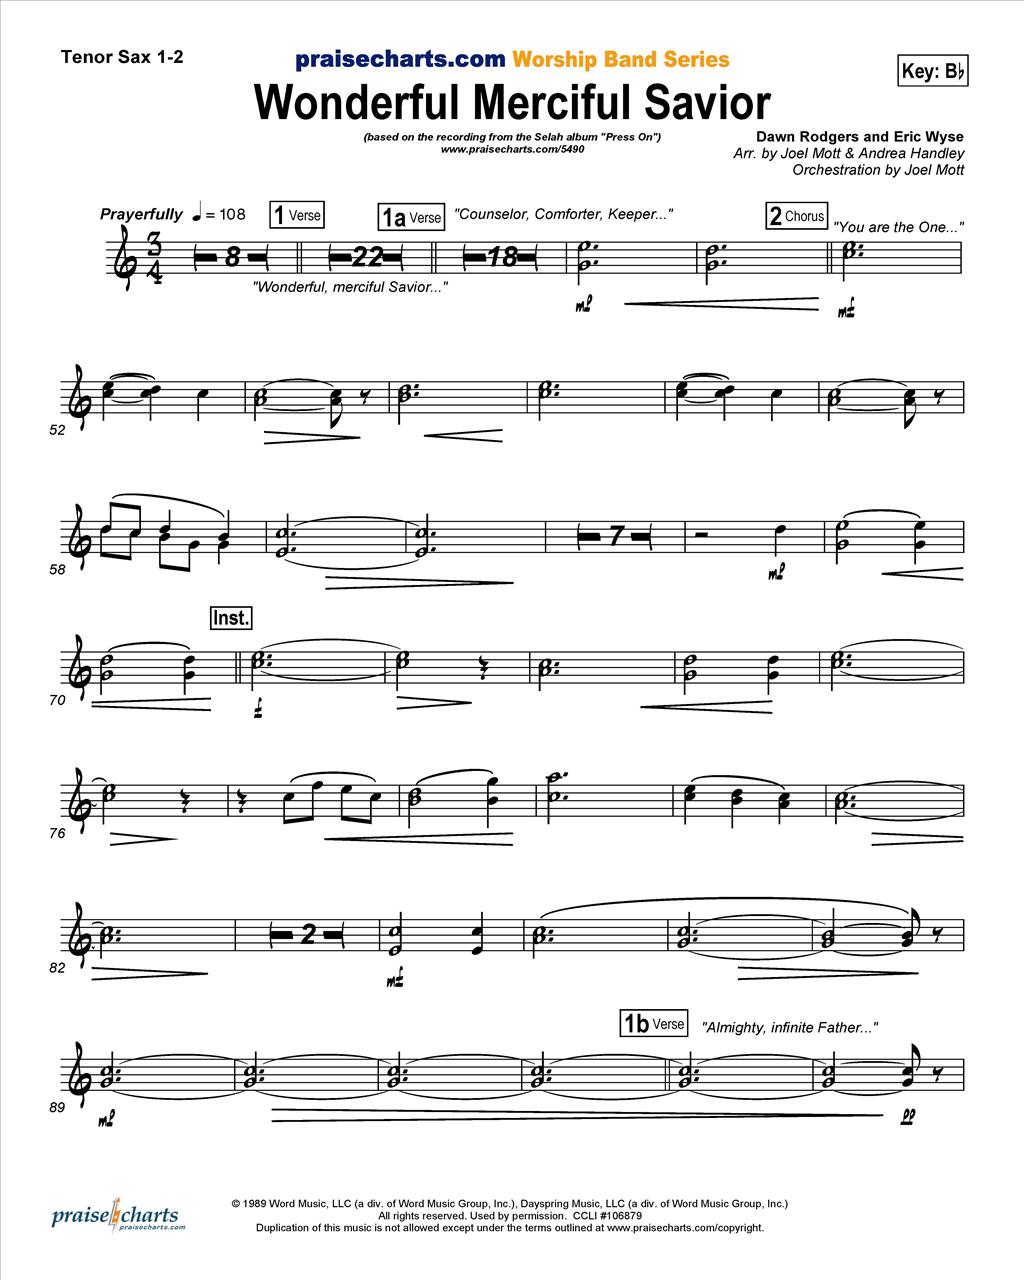 Tenor Sax 1-2
praisecharts.com Worship Band Series
Key: B♭
Wonderful Merciful Savior
(based on the recording from the Selah album "Press On")
www.praisecharts.com/5490
Dawn Rodgers and Eric Wyse
Arr. by Joel Mott & Andrea Handley
Orchestration by Joel Mott
Prayerfully ♩ = 108
1 Verse
1a Verse
"Counselor, Comforter, Keeper..."
2 Chorus
"You are the One..."
3
4
8
22
18
"Wonderful, merciful Savior..."
mp
mf
52
7
58
mp
Inst.
70
f
76
2
82
mf
1b Verse
"Almighty, infinite Father..."
89
mp
pp
praisecharts
praisecharts.com
© 1989 Word Music, LLC (a div. of Word Music Group, Inc.), Dayspring Music, LLC (a div. of Word Music Group, Inc.)
All rights reserved. Used by permission. CCLI #106879
Duplication of this music is not allowed except under the terms outlined at www.praisecharts.com/copyright.